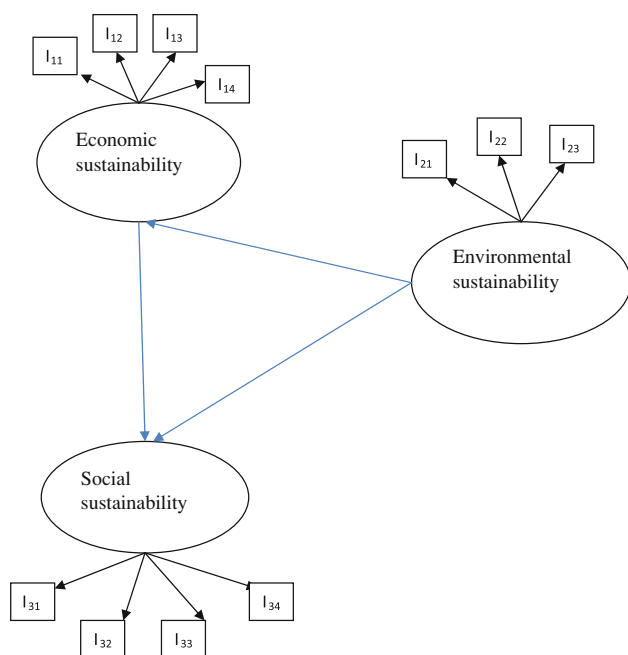 I₁₂ I₁₃
I₁₁
I₁₄
Economic
sustainability
I₂₂
I₂₃
I₂₁
Environmental
sustainability
Social
sustainability
I₃₁
I₃₄
I₃₂
I₃₃